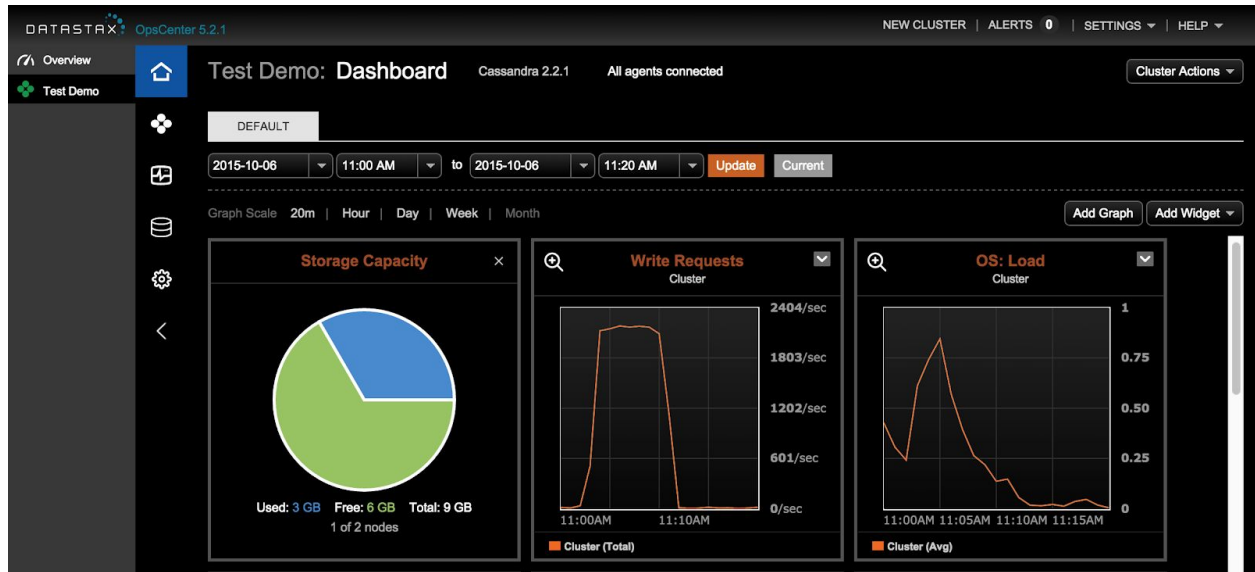 DATASTAX OpsCenter 5.2.1 NEW CLUSTER | ALERTS 0 | SETTINGS | HELP
Overview
Test Demo
Test Demo: Dashboard Cassandra 2.2.1 All agents connected Cluster Actions
DEFAULT
2015-10-06 11:00 AM to 2015-10-06 11:20 AM Update Current
Graph Scale 20m | Hour | Day | Week | Month Add Graph Add Widget
Storage Capacity
Used: 3 GB Free: 6 GB Total: 9 GB
1 of 2 nodes
Write Requests
Cluster
2404/sec
1803/sec
1202/sec
601/sec
0/sec
11:00AM 11:10AM
Cluster (Total)
OS: Load
Cluster
1
0.75
0.50
0.25
0
11:00AM 11:05AM 11:10AM 11:15AM
Cluster (Avg)